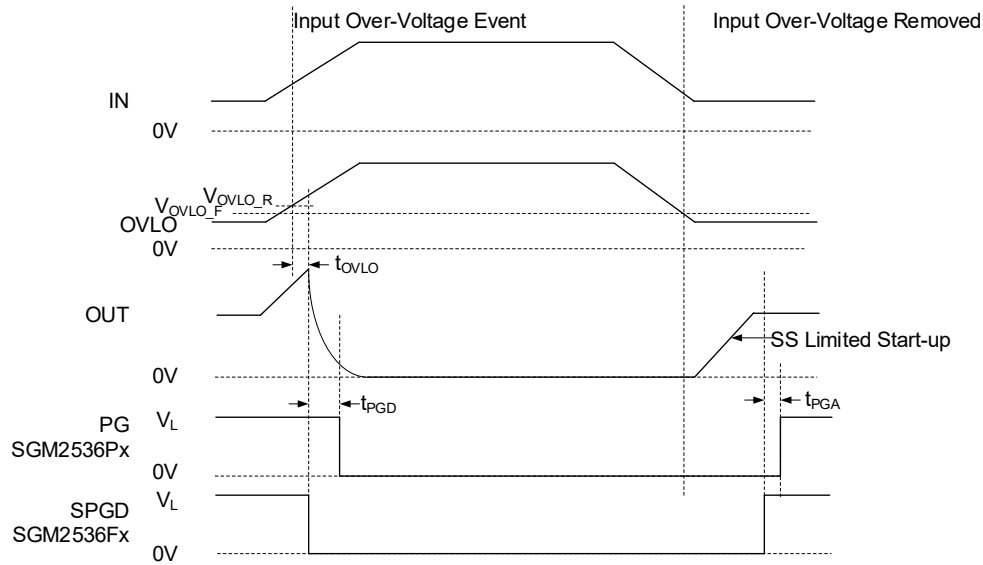 Input Over-Voltage Event
Input Over-Voltage Removed
IN
0V
VOVLO_R
VOVLO_F
OVLO
0V
tOVLO
OUT
SS Limited Start-up
0V
tPGD
tPGA
PG
SGM2536Px
VL
0V
SPGD
SGM2536Fx
VL
0V